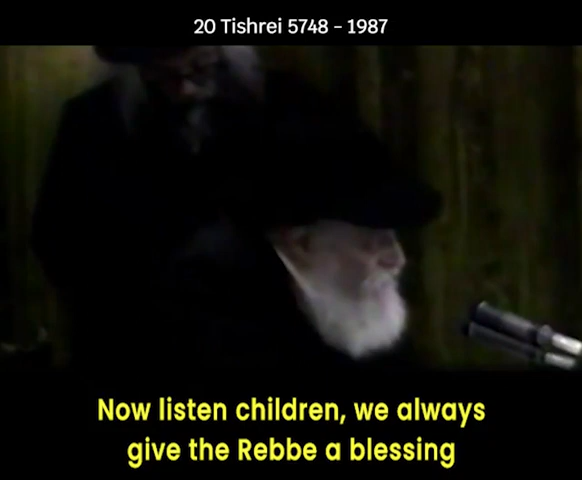 20 Tishrei 5748 - 1987
Now listen children, we always
give the Rebbe a blessing